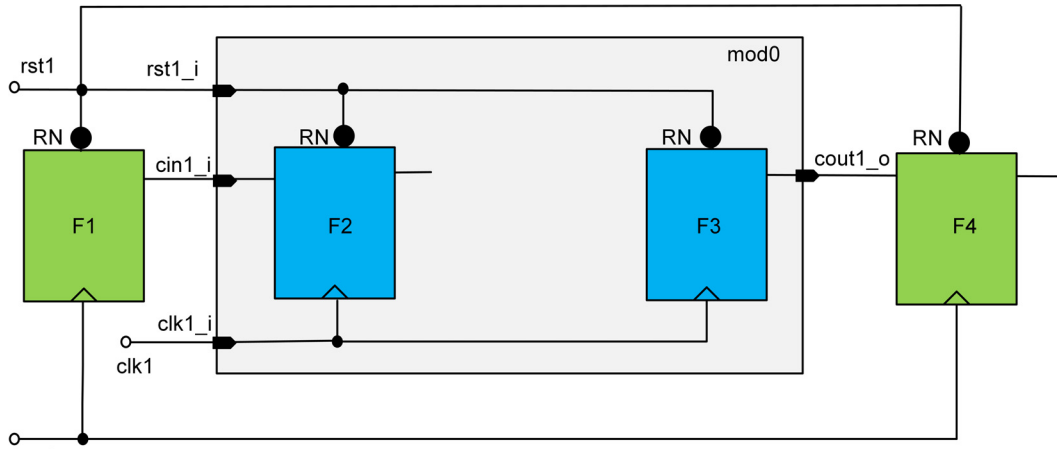 mod0
rst1
rst1_i
RN
RN
RN
RN
cin1_i
cout1_o
F1
F2
F3
F4
clk1_i
clk1